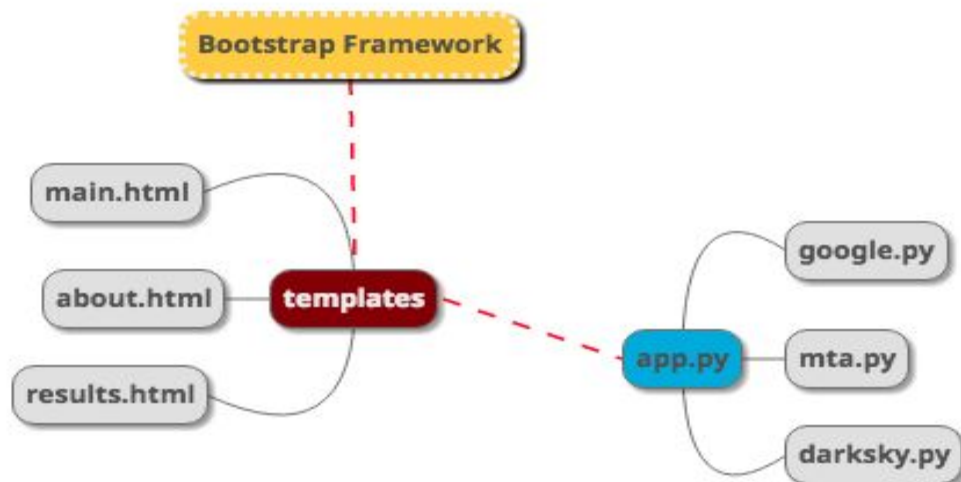 Bootstrap Framework
main.html
about.html
results.html
templates
app.py
google.py
mta.py
darksky.py